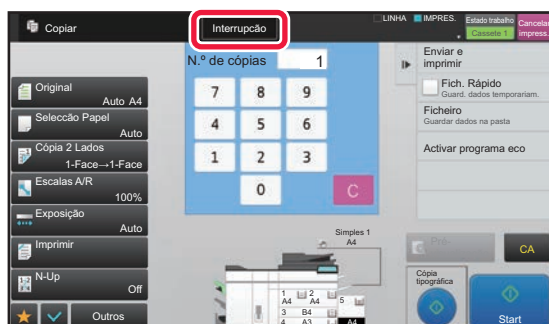 Copiar
Interrupcão
LINHA
IMPRES.
Estado trabalho
Cassete 1
Cancelar
impress.
Original
Auto A4
Seleccão Papel
Auto
Cópia 2 Lados
1-Face→1-Face
Escalas A/R
100%
Exposição
Auto
Imprimir
N-Up
Off
Outros
N.º de cópias 1
7 8 9
4 5 6
1 2 3
0 C
Simples 1
A4
1 A4 2 A4 5
3 B4
4 A3 A4
Enviar e
imprimir
Fich. Rápido
Guard. dados temporariam.
Ficheiro
Guardar dados na pasta
Activar programa eco
CA
Cópia
tipográfica
Start